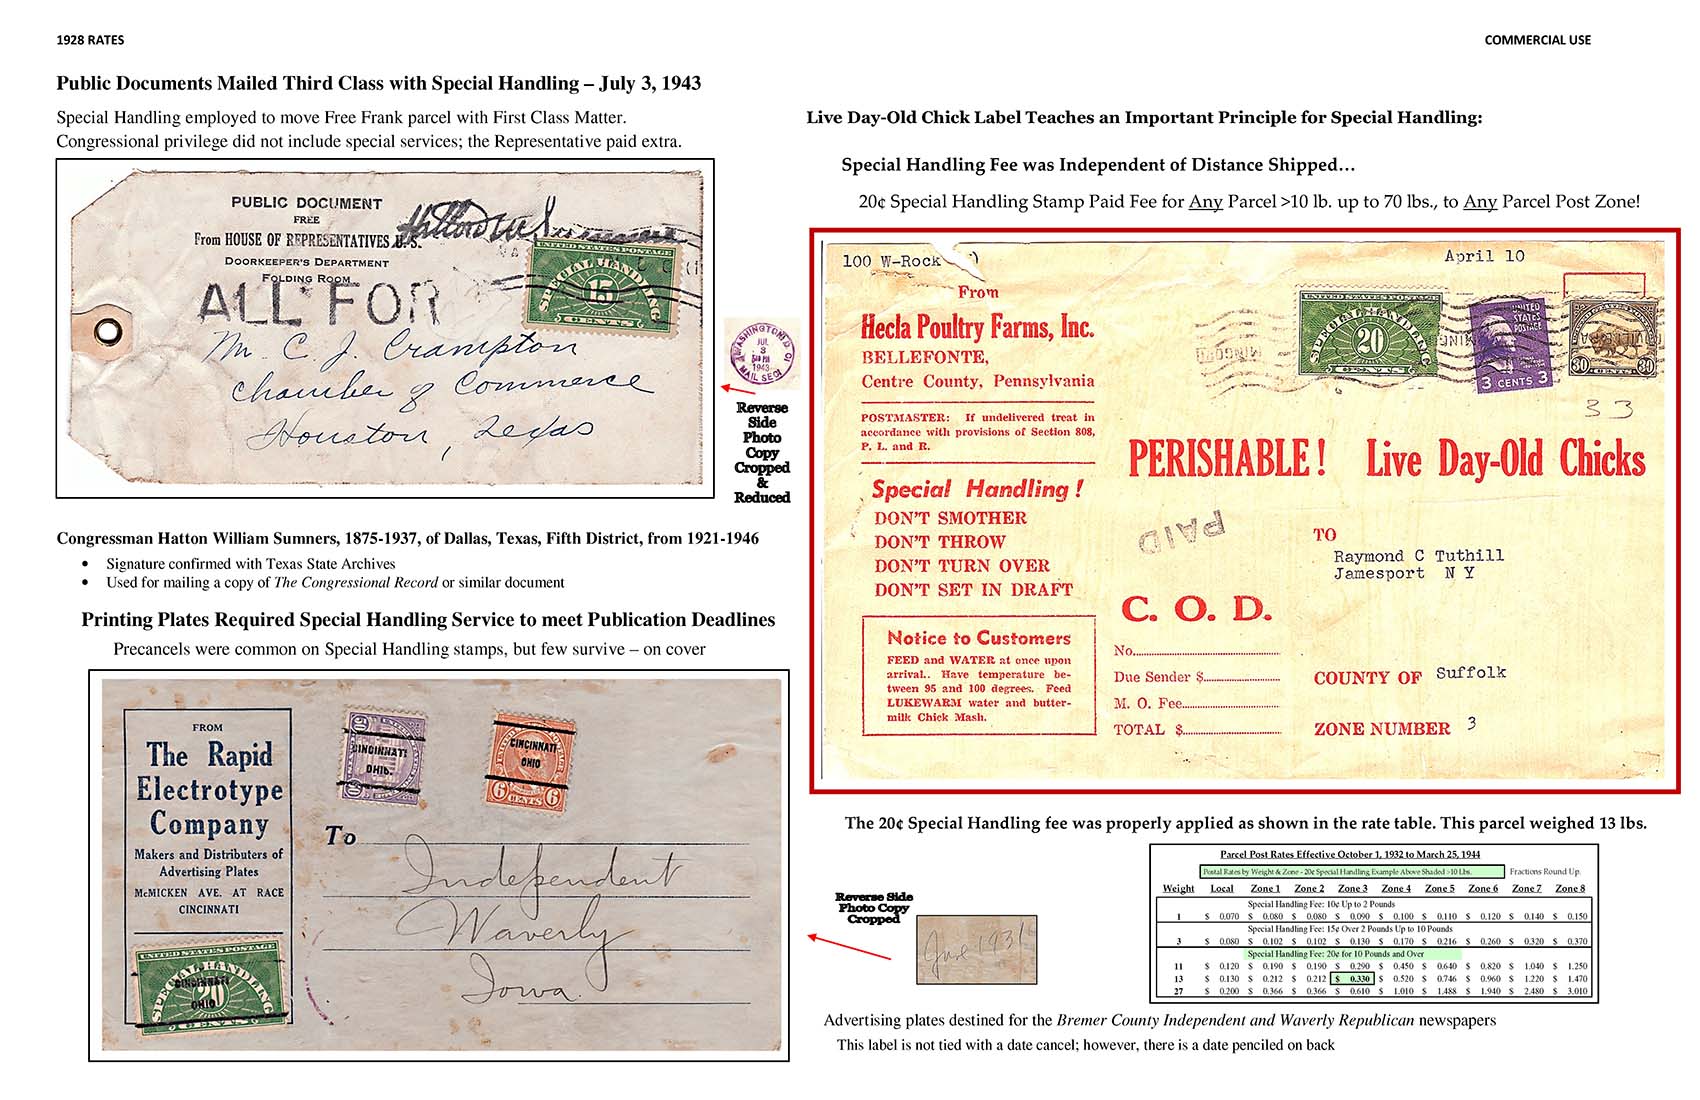 1928 RATES
COMMERCIAL USE
Public Documents Mailed Third Class with Special Handling – July 3, 1943
Special Handling employed to move Free Frank parcel with First Class Matter.
Congressional privilege did not include special services; the Representative paid extra.
PUBLIC DOCUMENT
FREE
From HOUSE OF REPRESENTATIVES U.S.
DOORKEEPER'S DEPARTMENT
FOLDING ROOM
ALL FOR
UNITED STATES POSTAGE
SPECIAL HANDLING
15
CENTS
Mr. C. J. Crampton
Chamber of Commerce
Houston, Texas
WASHINGTON D.C.
JUL
3
1943
MAIL SEC
Reverse
Side
Photo
Copy
Cropped
&
Reduced
Congressman Hatton William Sumners, 1875-1937, of Dallas, Texas, Fifth District, from 1921-1946
• Signature confirmed with Texas State Archives
• Used for mailing a copy of The Congressional Record or similar document
Printing Plates Required Special Handling Service to meet Publication Deadlines
Precancels were common on Special Handling stamps, but few survive – on cover
FROM
The Rapid
Electrotype
Company
Makers and Distributers of
Advertising Plates
McMICKEN AVE. AT RACE
CINCINNATI
CINCINNATI
OHIO
CINCINNATI
OHIO
6 CENTS 6
UNITED STATES POSTAGE
SPECIAL HANDLING
20
CENTS
CINCINNATI
OHIO
To
Independent
Waverly
Iowa
Live Day-Old Chick Label Teaches an Important Principle for Special Handling:
Special Handling Fee was Independent of Distance Shipped…
20¢ Special Handling Stamp Paid Fee for Any Parcel >10 lb. up to 70 lbs., to Any Parcel Post Zone!
100 W-Rock
April 10
From
Hecla Poultry Farms, Inc.
BELLEFONTE,
Centre County, Pennsylvania
POSTMASTER: If undelivered treat in
accordance with provisions of Section 808,
P. L. and R.
Special Handling!
DON'T SMOTHER
DON'T THROW
DON'T TURN OVER
DON'T SET IN DRAFT
Notice to Customers
FEED and WATER at once upon
arrival.. Have temperature be-
tween 95 and 100 degrees. Feed
LUKEWARM water and butter-
milk Chick Mash.
UNITED STATES POSTAGE
SPECIAL HANDLING
20
CENTS
UNITED
STATES
POSTAGE
3 CENTS 3
30 CENTS 30
33
PERISHABLE! Live Day-Old Chicks
PAID
TO
Raymond C Tuthill
Jamesport N Y
C. O. D.
No.
Due Sender $
M. O. Fee
TOTAL $
COUNTY OF Suffolk
ZONE NUMBER 3
The 20¢ Special Handling fee was properly applied as shown in the rate table. This parcel weighed 13 lbs.
Parcel Post Rates Effective October 1, 1932 to March 25, 1944
Postal Rates by Weight & Zone - 20¢ Special Handling Example Above Shaded >10 Lbs. Fractions Round Up.
Weight Local Zone 1 Zone 2 Zone 3 Zone 4 Zone 5 Zone 6 Zone 7 Zone 8
Special Handling Fee: 10¢ Up to 2 Pounds
1 $ 0.070 $ 0.080 $ 0.080 $ 0.090 $ 0.100 $ 0.110 $ 0.120 $ 0.140 $ 0.150
Special Handling Fee: 15¢ Over 2 Pounds Up to 10 Pounds
3 $ 0.080 $ 0.102 $ 0.102 $ 0.130 $ 0.170 $ 0.216 $ 0.260 $ 0.320 $ 0.370
Special Handling Fee: 20¢ for 10 Pounds and Over
11 $ 0.120 $ 0.190 $ 0.190 $ 0.290 $ 0.450 $ 0.640 $ 0.820 $ 1.040 $ 1.250
13 $ 0.130 $ 0.212 $ 0.212 $ 0.330 $ 0.520 $ 0.746 $ 0.960 $ 1.220 $ 1.470
27 $ 0.200 $ 0.366 $ 0.366 $ 0.610 $ 1.010 $ 1.488 $ 1.940 $ 2.480 $ 3.010
Reverse Side
Photo Copy
Cropped
June 1931
Advertising plates destined for the Bremer County Independent and Waverly Republican newspapers
This label is not tied with a date cancel; however, there is a date penciled on back